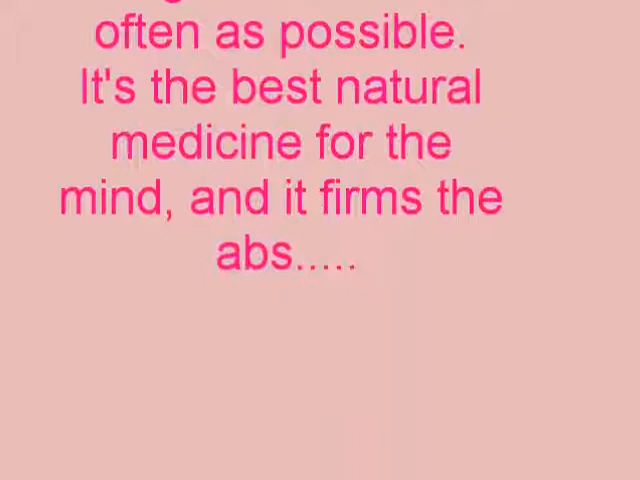 often as possible.
It's the best natural
medicine for the
mind, and it firms the
abs.....